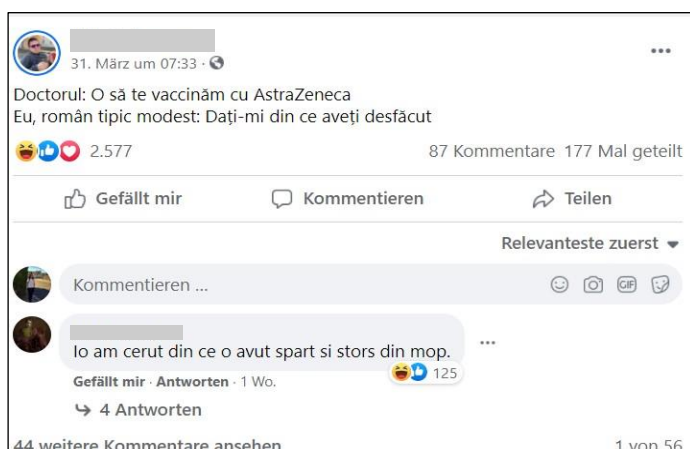 31. März um 07:33 ·
Doctorul: O să te vaccinăm cu AstraZeneca
Eu, român tipic modest: Dați-mi din ce aveți desfăcut
2.577 87 Kommentare 177 Mal geteilt
Gefällt mir Kommentieren Teilen
Relevanteste zuerst
Kommentieren ... GIF
Io am cerut din ce o avut spart si stors din mop.
125
Gefällt mir · Antworten · 1 Wo.
4 Antworten
44 weitere Kommentare ansehen 1 von 56